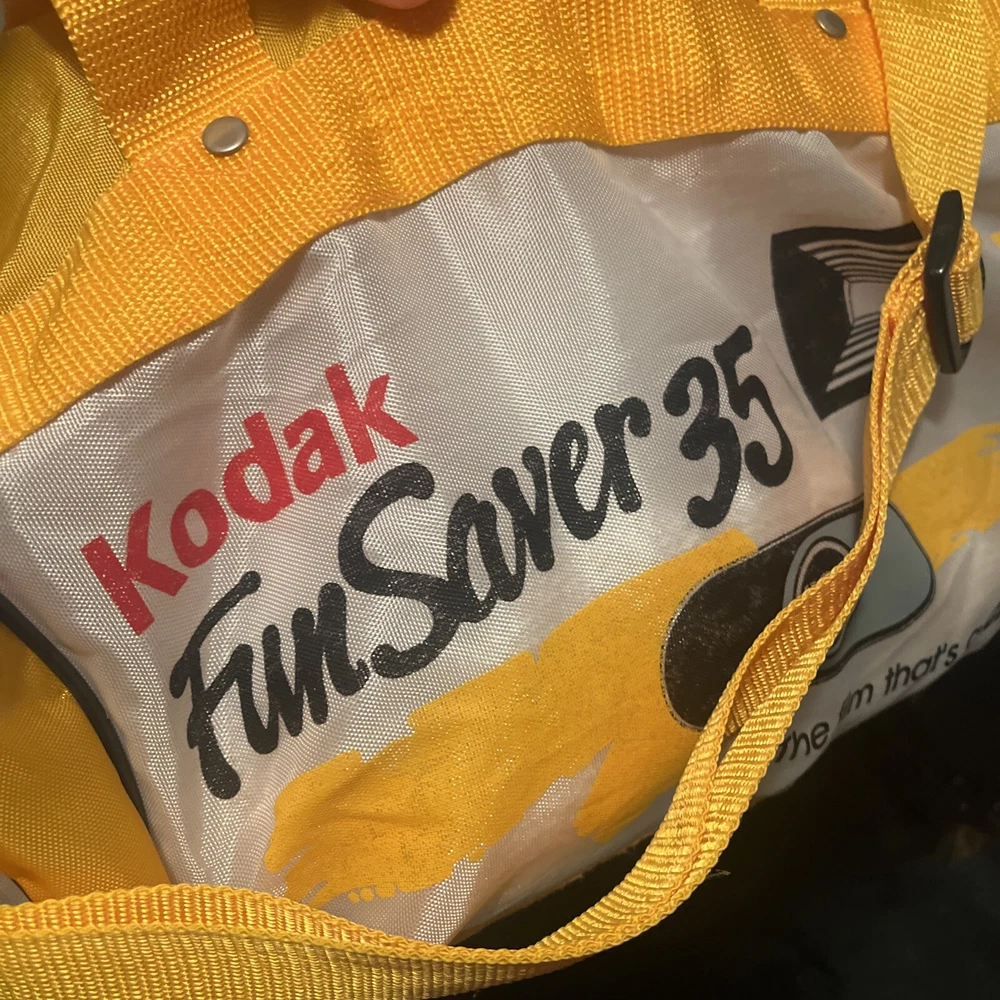 Kodak
FunSaver 35
The film that's